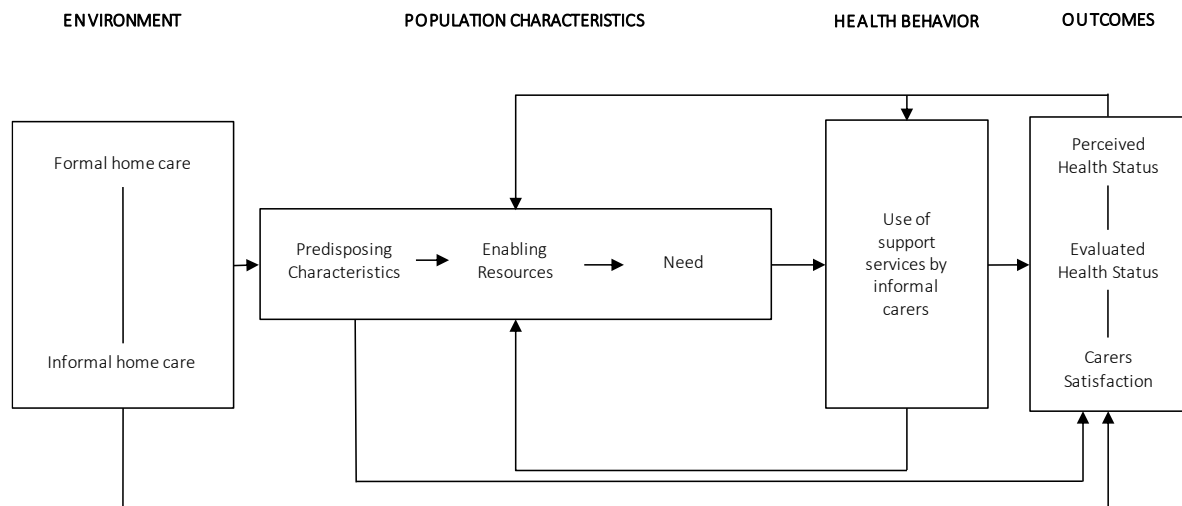 ENVIRONMENT
POPULATION CHARACTERISTICS
HEALTH BEHAVIOR
OUTCOMES
Formal home care
Informal home care
Predisposing
Characteristics
Enabling
Resources
Need
Use of
support
services by
informal
carers
Perceived
Health Status
Evaluated
Health Status
Carers
Satisfaction